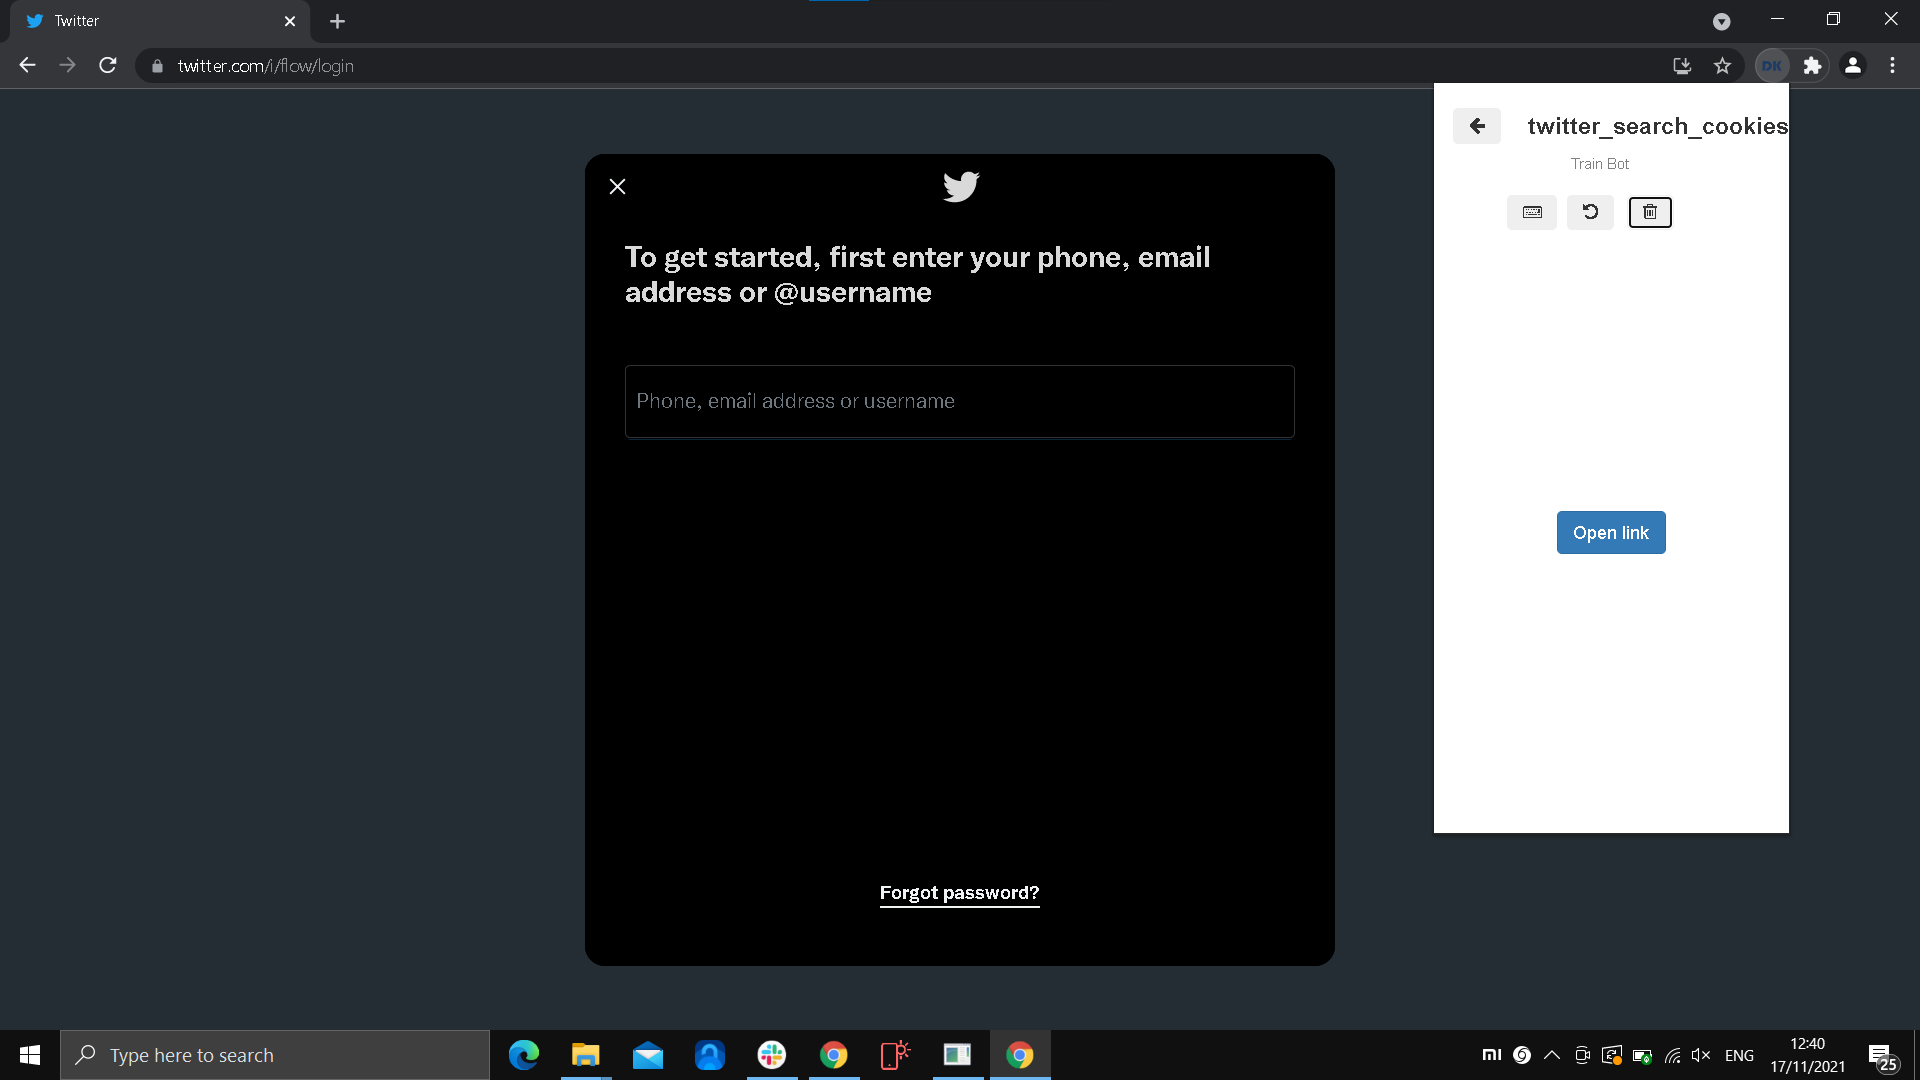 Twitter
twitter.com/i/flow/login
DK
twitter_search_cookies
Train Bot
To get started, first enter your phone, email
address or @username
Phone, email address or username
Open link
Forgot password?
Type here to search
ENG
12:40
17/11/2021
25